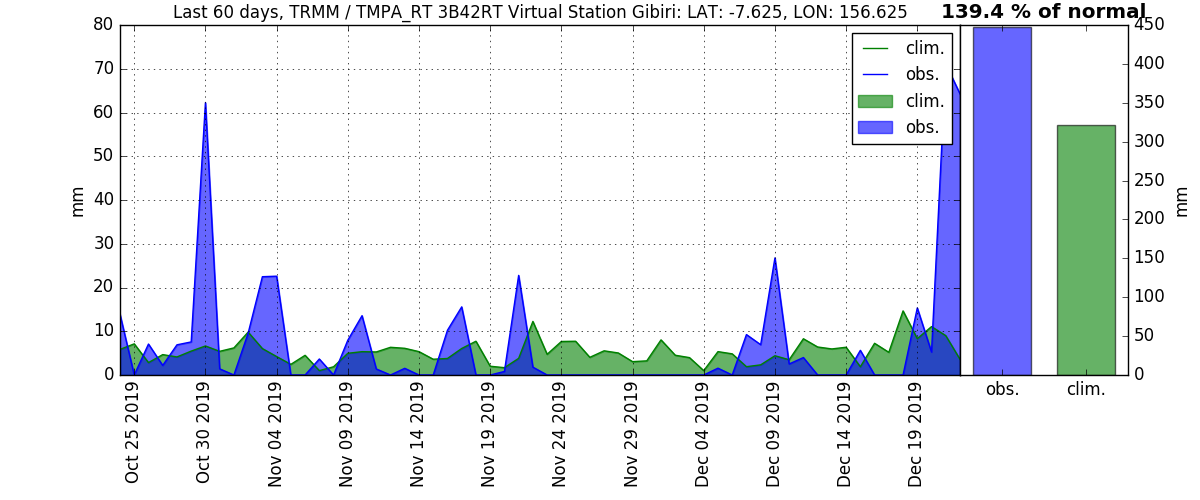 Last 60 days, TRMM / TMPA_RT 3B42RT Virtual Station Gibiri: LAT: -7.625, LON: 156.625
139.4 % of normal
80
70
60
50
40
30
20
10
0
mm
clim.
obs.
clim.
obs.
450
400
350
300
250
200
150
100
50
0
mm
Oct 25 2019
Oct 30 2019
Nov 04 2019
Nov 09 2019
Nov 14 2019
Nov 19 2019
Nov 24 2019
Nov 29 2019
Dec 04 2019
Dec 09 2019
Dec 14 2019
Dec 19 2019
obs.
clim.